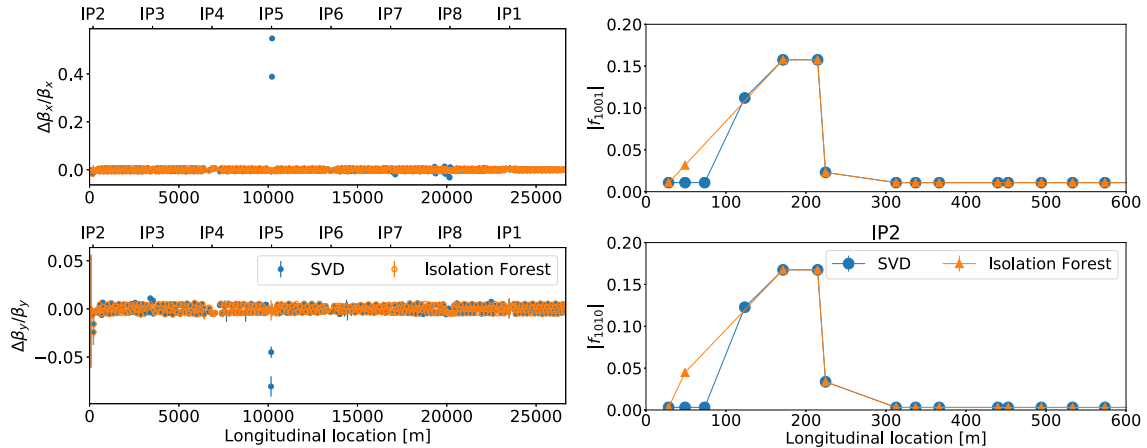 IP2 IP3 IP4 IP5 IP6 IP7 IP8 IP1
Δβx/βx
0.4
0.2
0.0
0 5000 10000 15000 20000 25000
IP2 IP3 IP4 IP5 IP6 IP7 IP8 IP1
Δβy/βy
0.05
0.00
−0.05
SVD Isolation Forest
0 5000 10000 15000 20000 25000
Longitudinal location [m]
|f1001|
0.20
0.15
0.10
0.05
0.00
0 100 200 300 400 500 600
IP2
|f1010|
0.20
0.15
0.10
0.05
0.00
SVD Isolation Forest
0 100 200 300 400 500 600
Longitudinal location [m]